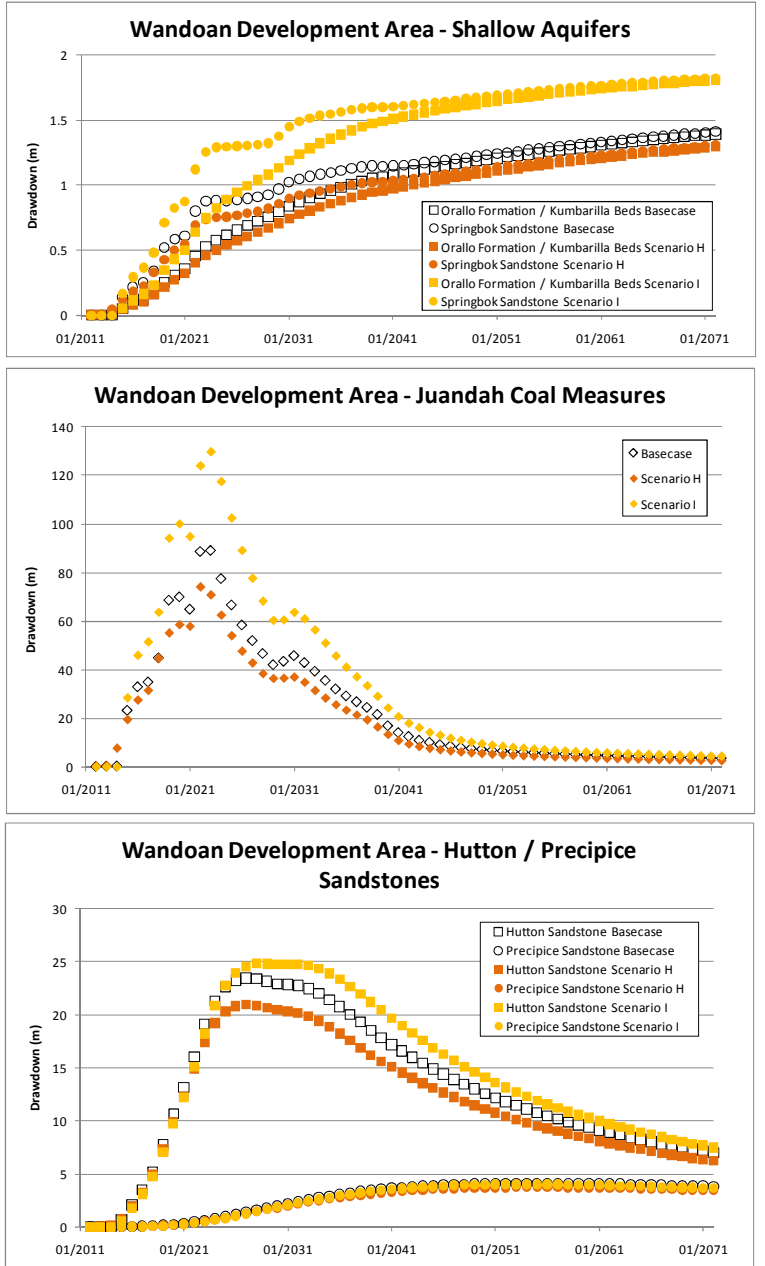 Wandoan Development Area - Shallow Aquifers
2
1.5
1
0.5
0
Drawdown (m)
Orallo Formation / Kumbarilla Beds Basecase
Springbok Sandstone Basecase
Orallo Formation / Kumbarilla Beds Scenario H
Springbok Sandstone Scenario H
Orallo Formation / Kumbarilla Beds Scenario I
Springbok Sandstone Scenario I
01/2011 01/2021 01/2031 01/2041 01/2051 01/2061 01/2071
Wandoan Development Area - Juandah Coal Measures
140
120
100
80
60
40
20
0
Drawdown (m)
Basecase
Scenario H
Scenario I
01/2011 01/2021 01/2031 01/2041 01/2051 01/2061 01/2071
Wandoan Development Area - Hutton / Precipice
Sandstones
30
25
20
15
10
5
0
Drawdown (m)
Hutton Sandstone Basecase
Precipice Sandstone Basecase
Hutton Sandstone Scenario H
Precipice Sandstone Scenario H
Hutton Sandstone Scenario I
Precipice Sandstone Scenario I
01/2011 01/2021 01/2031 01/2041 01/2051 01/2061 01/2071